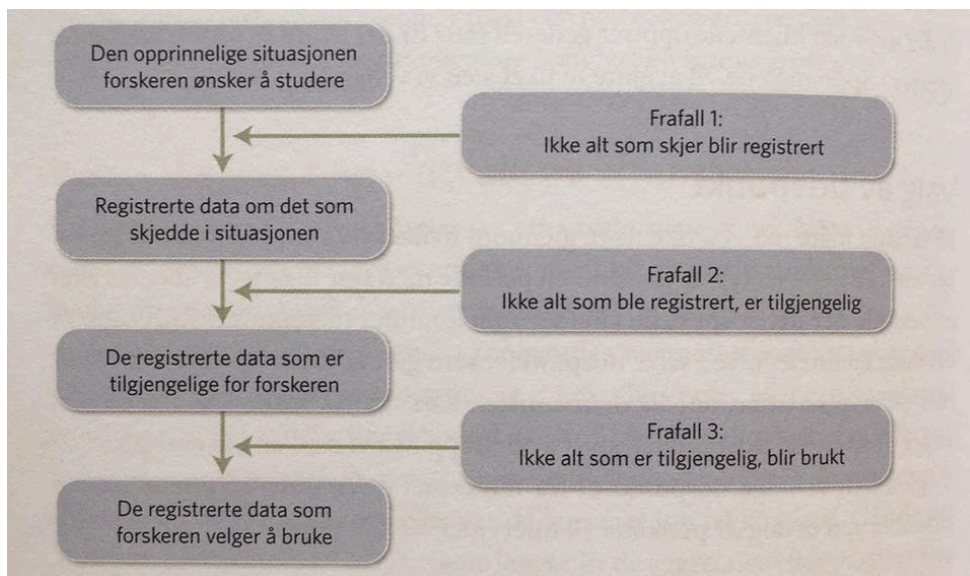 Den opprinnelige situasjonen
forskeren ønsker å studere
Frafall 1:
Ikke alt som skjer blir registrert
Registrerte data om det som
skjedde i situasjonen
Frafall 2:
Ikke alt som ble registrert, er tilgjengelig
De registrerte data som er
tilgjengelige for forskeren
Frafall 3:
Ikke alt som er tilgjengelig, blir brukt
De registrerte data som
forskeren velger å bruke